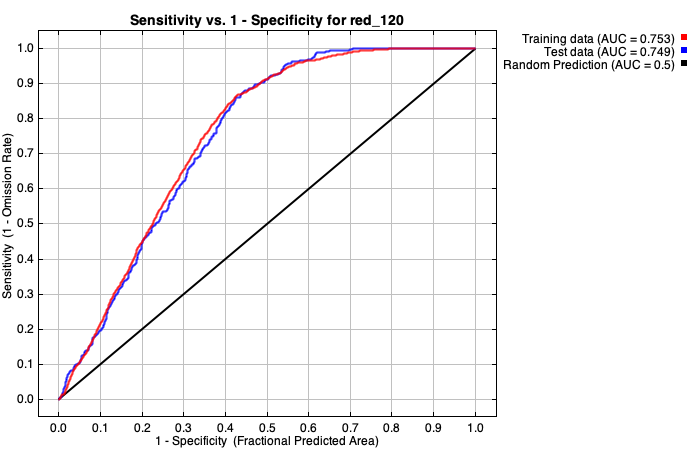 Sensitivity vs. 1 - Specificity for red_120
Training data (AUC = 0.753)
Test data (AUC = 0.749)
Random Prediction (AUC = 0.5)
Sensitivity (1 - Omission Rate)
1.0
0.9
0.8
0.7
0.6
0.5
0.4
0.3
0.2
0.1
0.0
0.0 0.1 0.2 0.3 0.4 0.5 0.6 0.7 0.8 0.9 1.0
1 - Specificity (Fractional Predicted Area)